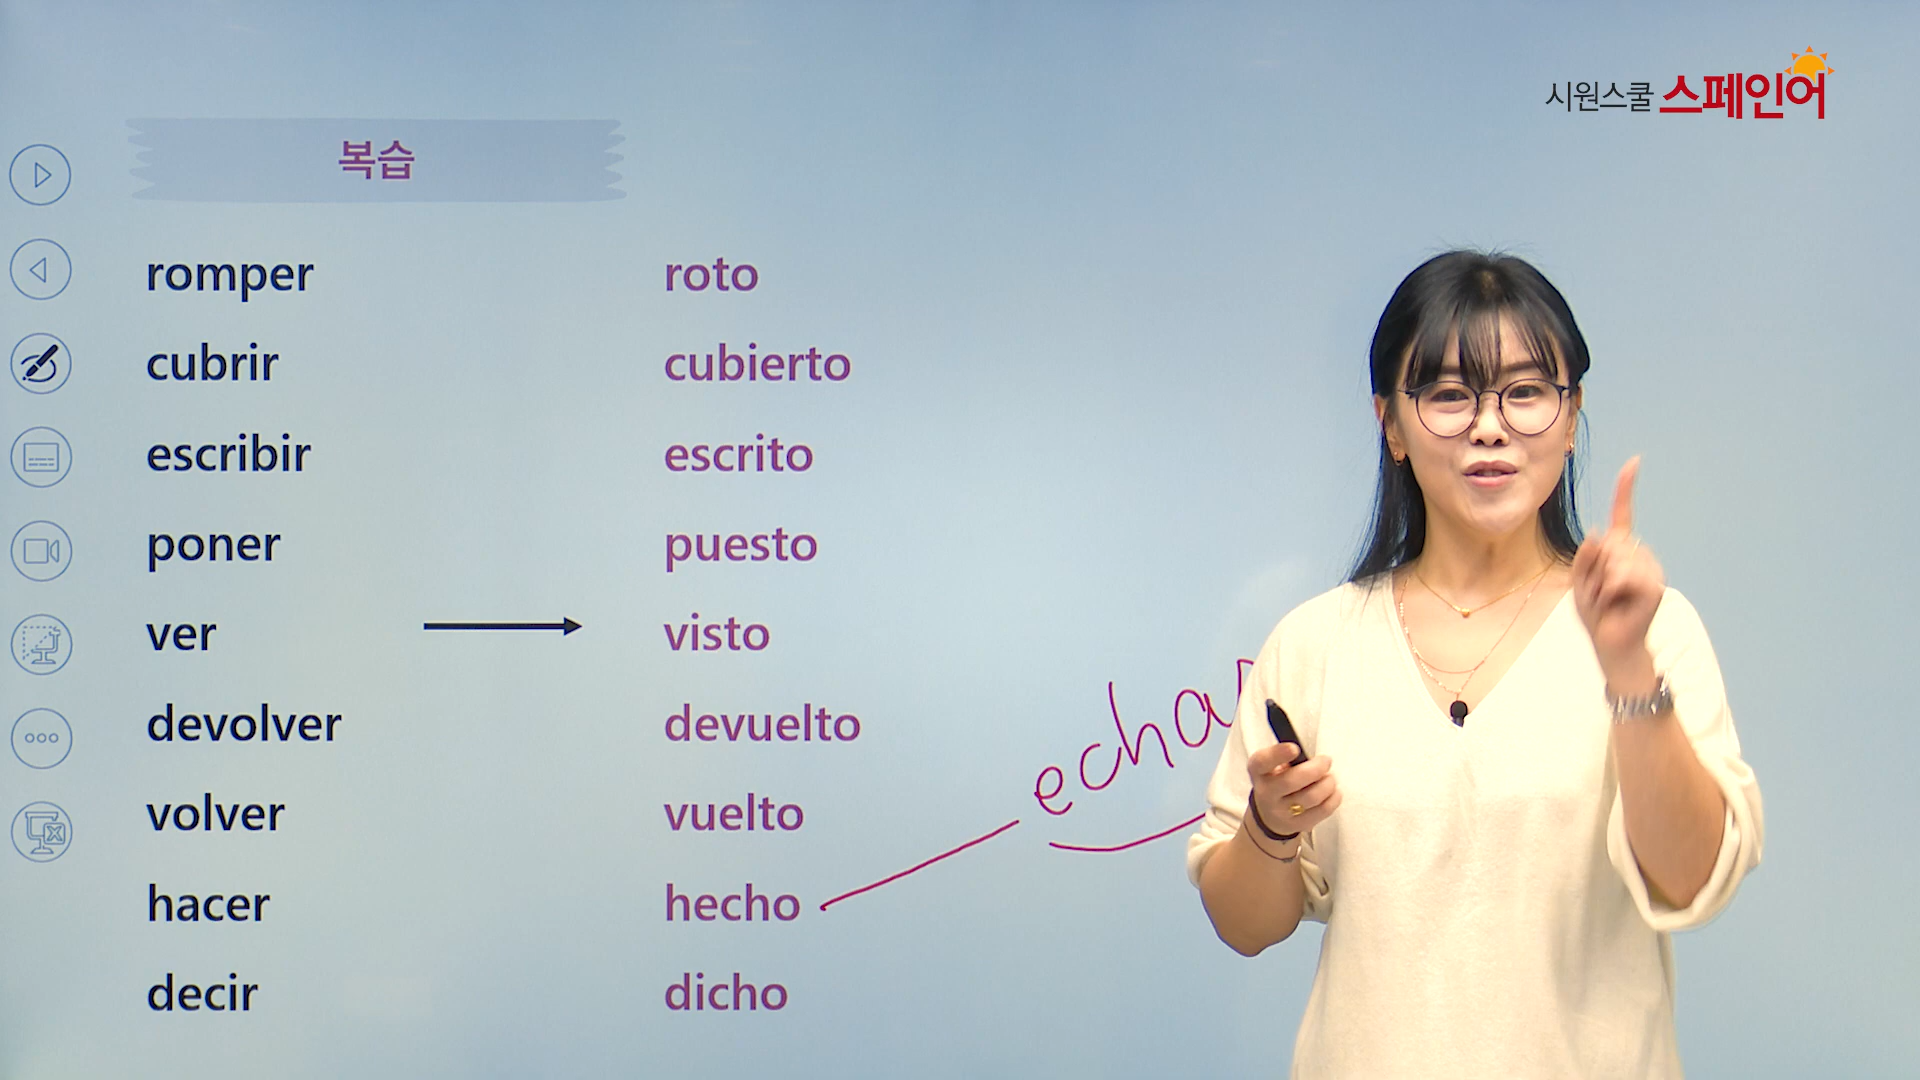 시원스쿨 스페인어
복습
romper roto
cubrir cubierto
escribir escrito
poner puesto
ver visto
devolver devuelto
volver vuelto
echar
hacer hecho
decir dicho